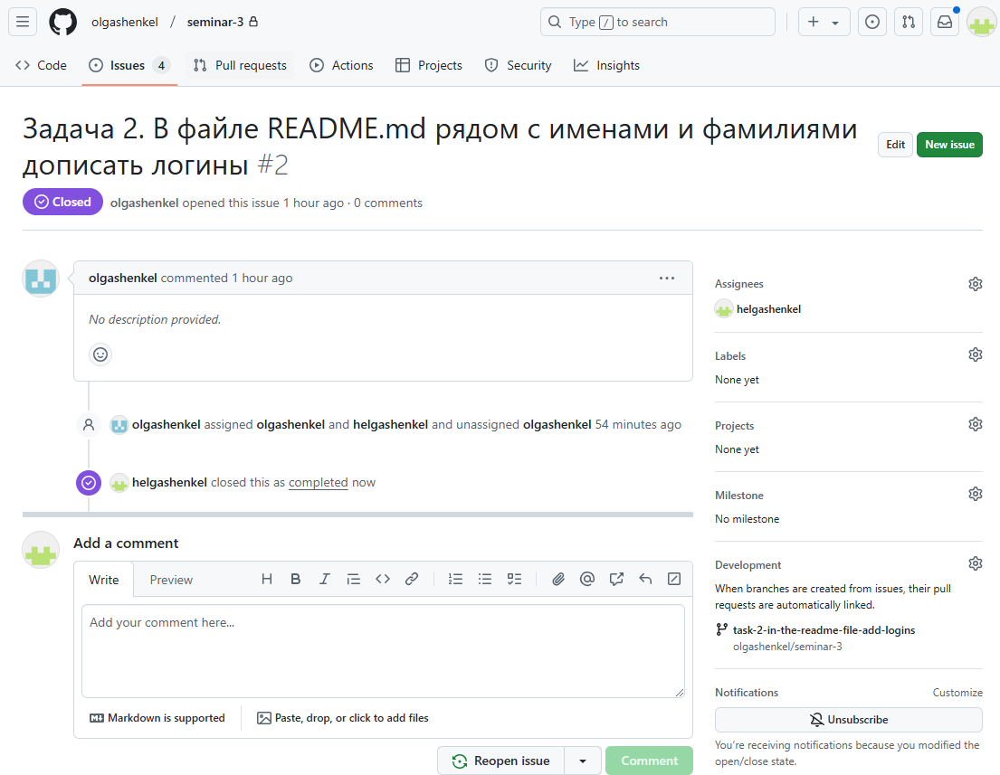 olgashenkel / seminar-3
Type / to search
Code
Issues 4
Pull requests
Actions
Projects
Security
Insights
Задача 2. В файле README.md рядом с именами и фамилиями
дописать логины #2
Edit
New issue
Closed
olgashenkel opened this issue 1 hour ago · 0 comments
olgashenkel commented 1 hour ago
No description provided.
olgashenkel assigned olgashenkel and helgashenkel and unassigned olgashenkel 54 minutes ago
helgashenkel closed this as completed now
Add a comment
Write
Preview
Add your comment here...
Markdown is supported
Paste, drop, or click to add files
Reopen issue
Comment
Assignees
helgashenkel
Labels
None yet
Projects
None yet
Milestone
No milestone
Development
When branches are created from issues, their pull
requests are automatically linked.
task-2-in-the-readme-file-add-logins
olgashenkel/seminar-3
Notifications
Customize
Unsubscribe
You're receiving notifications because you modified the
open/close state.